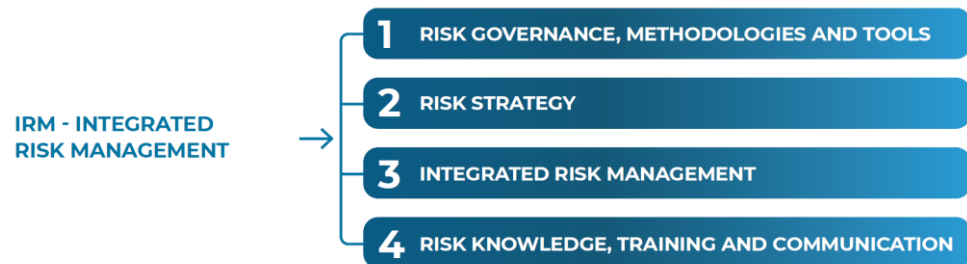 IRM - INTEGRATED
RISK MANAGEMENT
1 RISK GOVERNANCE, METHODOLOGIES AND TOOLS
2 RISK STRATEGY
3 INTEGRATED RISK MANAGEMENT
4 RISK KNOWLEDGE, TRAINING AND COMMUNICATION